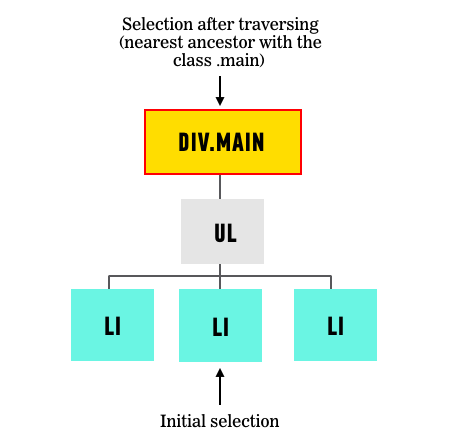 Selection after traversing
(nearest ancestor with the
class .main)
DIV.MAIN
UL
LI
LI
LI
Initial selection